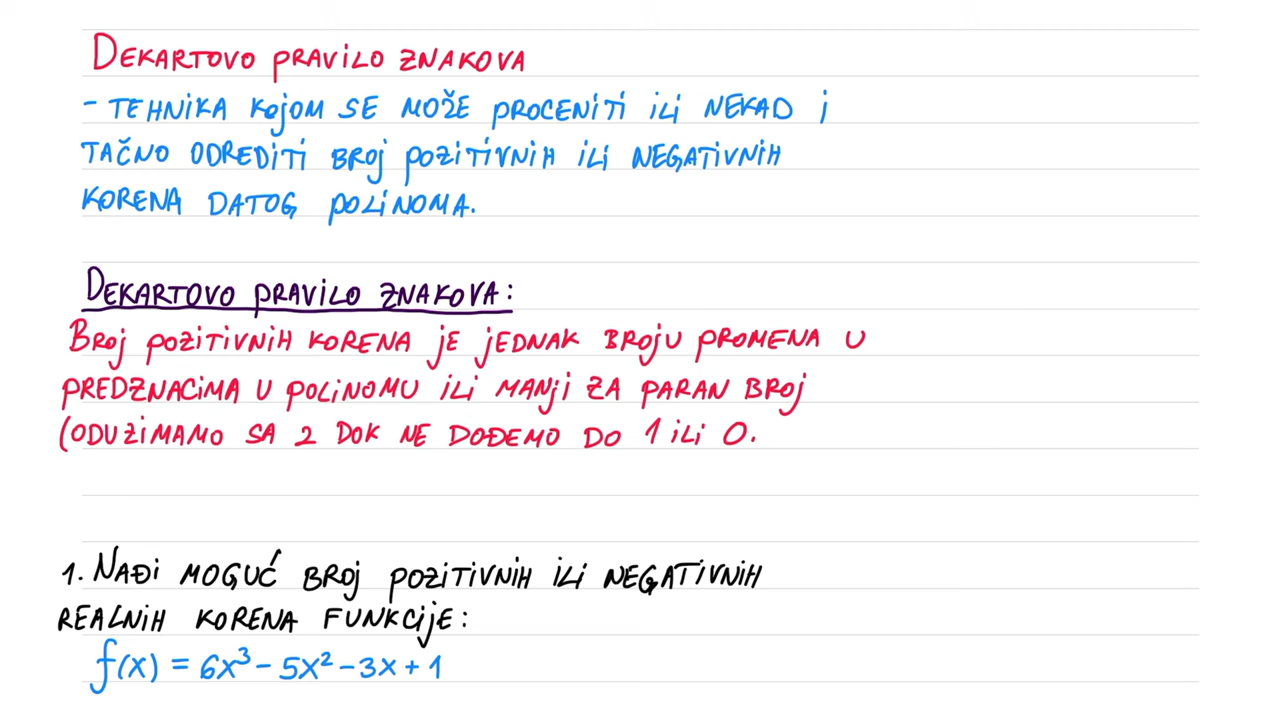 DEKARTOVO PRAVILO ZNAKOVA
- TEHNIKA KOJOM SE MOŽE PROCENITI ILI NEKAD I
TAČNO ODREDITI BROJ POZITIVNIH ILI NEGATIVNIH
KORENA DATOG POLINOMA.
DEKARTOVO PRAVILO ZNAKOVA:
BROJ POZITIVNIH KORENA JE JEDNAK BROJU PROMENA U
PREDZNACIMA U POLINOMU ILI MANJI ZA PARAN BROJ
(ODUZIMAMO SA 2 DOK NE DOĐEMO DO 1 ILI 0.
1. NAĐI MOGUĆ BROJ POZITIVNIH ILI NEGATIVNIH
REALNIH KORENA FUNKCIJE:
f(x) = 6x³ - 5x² - 3x + 1